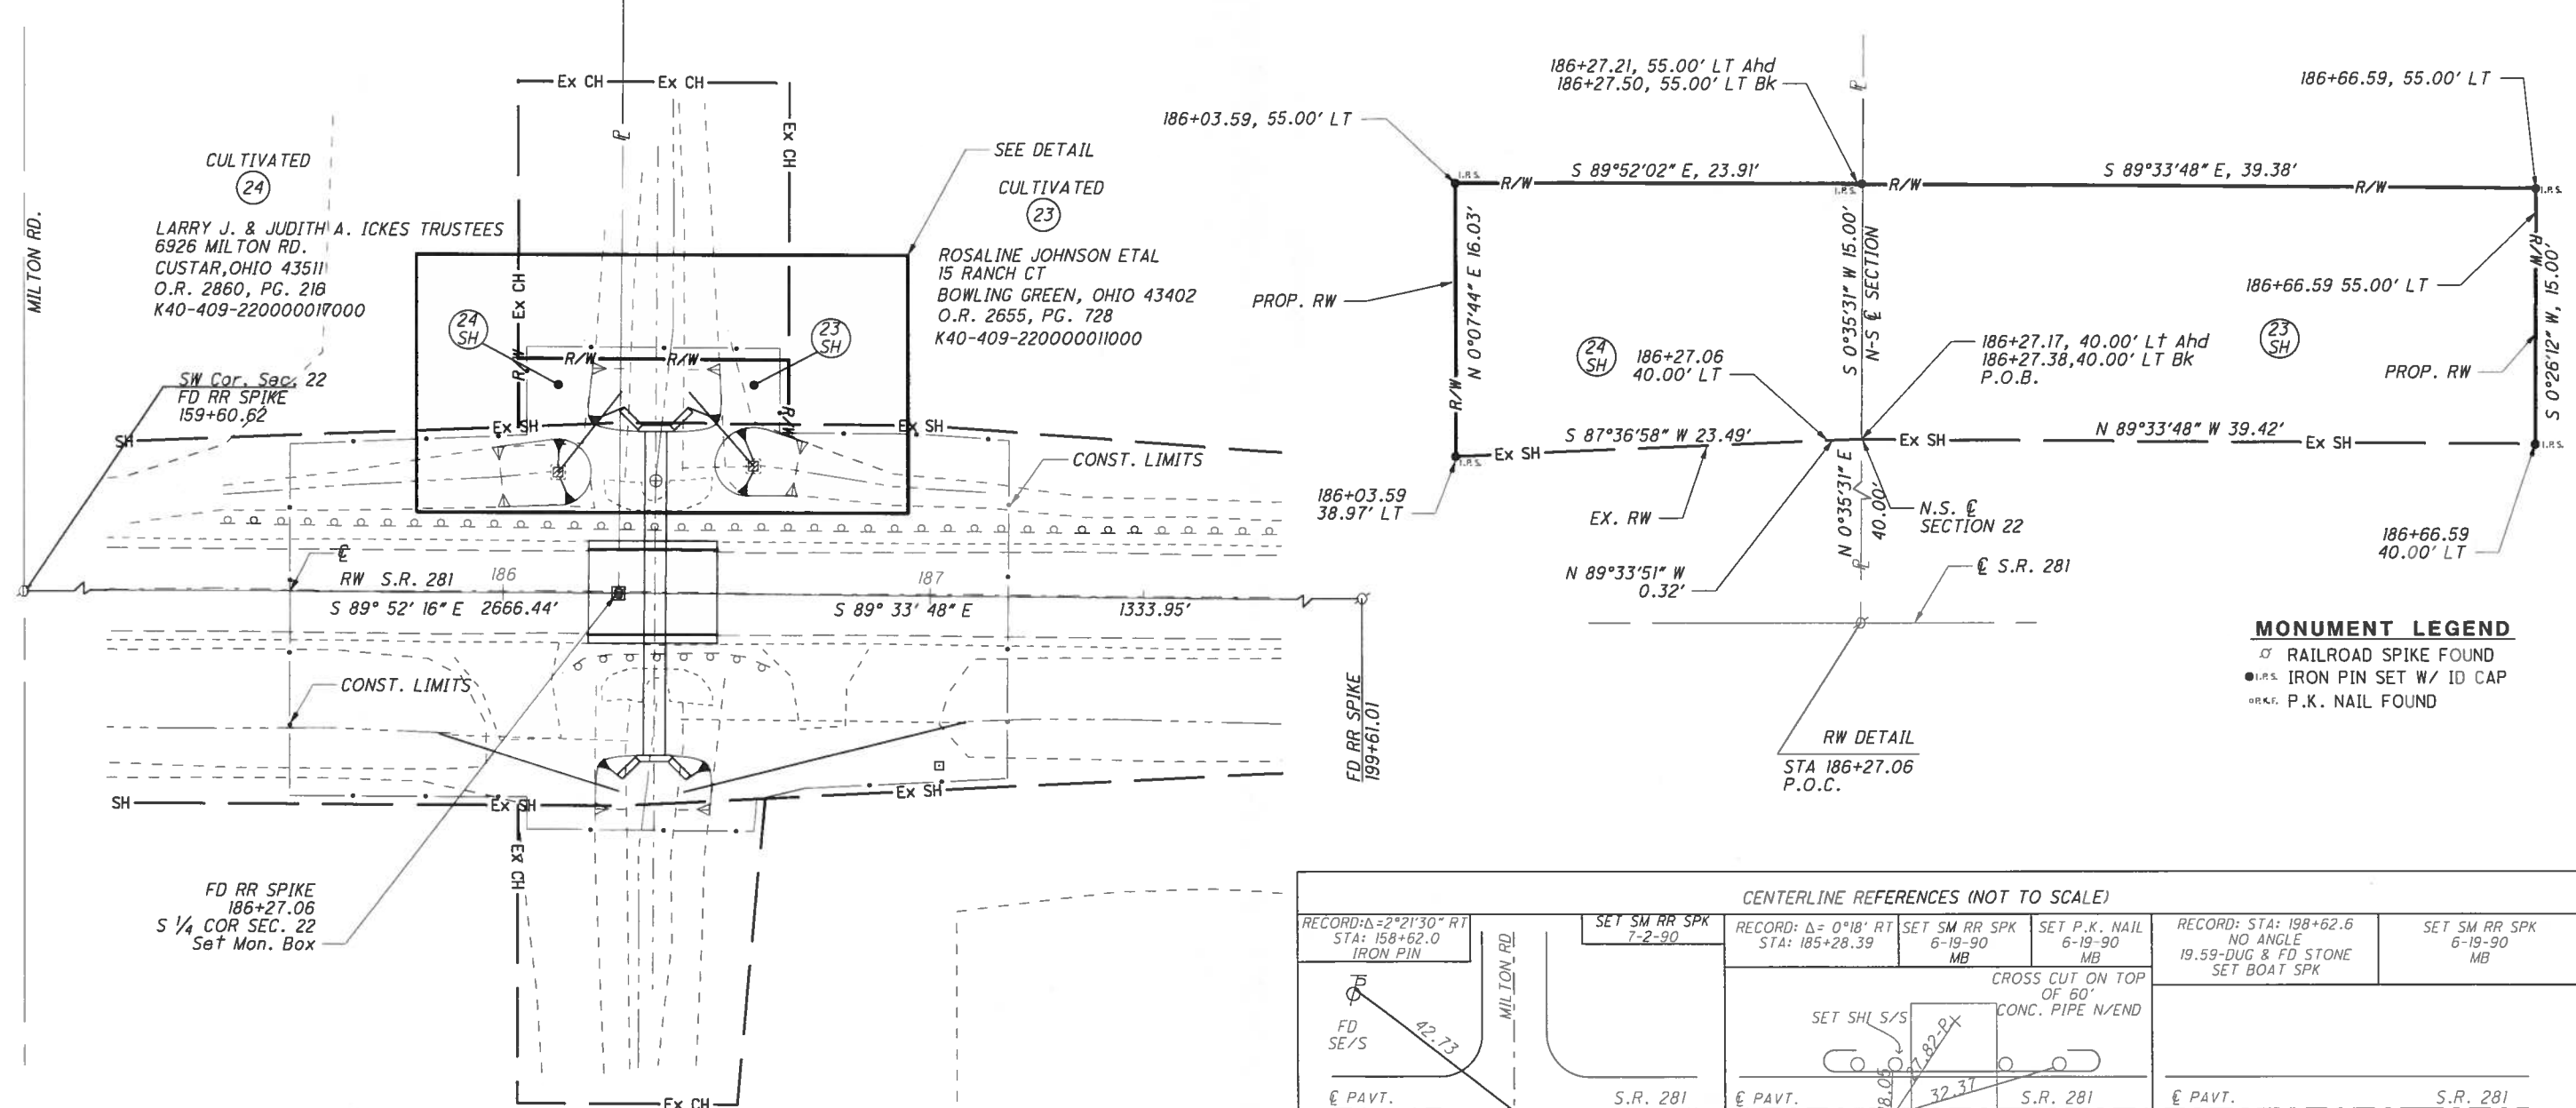 MILTON RD.
CULTIVATED
24
LARRY J. & JUDITH A. ICKES TRUSTEES
6926 MILTON RD.
CUSTAR,OHIO 43511
O.R. 2860, PG. 216
K40-409-220000017000
SW Cor. Sec. 22
FD RR SPIKE
159+60.62
Ex CH
Ex CH
Ex CH
Ex CH
℄
SEE DETAIL
CULTIVATED
23
ROSALINE JOHNSON ETAL
15 RANCH CT
BOWLING GREEN, OHIO 43402
O.R. 2655, PG. 728
K40-409-220000011000
24
SH
23
SH
R/W
R/W
R/W
R/W
SH
Ex SH
Ex SH
CONST. LIMITS
℄
RW S.R. 281
186
187
S 89° 52' 16" E 2666.44'
S 89° 33' 48" E
1333.95'
CONST. LIMITS
FD RR SPIKE
199+61.01
SH
Ex SH
Ex SH
Ex CH
Ex CH
FD RR SPIKE
186+27.06
S 1/4 COR SEC. 22
Set Mon. Box
186+27.21, 55.00' LT Ahd
186+27.50, 55.00' LT Bk
186+66.59, 55.00' LT
186+03.59, 55.00' LT
I.P.S.
R/W
S 89°52'02" E, 23.91'
I.P.S.
R/W
S 89°33'48" E, 39.38'
R/W
I.P.S.
PROP. RW
N 0°07'44" E 16.03'
R/W
S 0°35'31" W 15.00'
N-S ℄ SECTION
R/W
S 0°26'12" W, 15.00'
186+66.59 55.00' LT
PROP. RW
24
SH
186+27.06
40.00' LT
186+27.17, 40.00' Lt Ahd
186+27.38,40.00' LT Bk
P.O.B.
23
SH
I.P.S.
Ex SH
S 87°36'58" W 23.49'
Ex SH
N 89°33'48" W 39.42'
Ex SH
I.P.S.
186+03.59
38.97' LT
EX. RW
N 0°35'31" E
40.00'
N.S. ℄
SECTION 22
186+66.59
40.00' LT
N 89°33'51" W
0.32'
℄ S.R. 281
MONUMENT LEGEND
RAILROAD SPIKE FOUND
I.P.S. IRON PIN SET W/ ID CAP
P.K.F. P.K. NAIL FOUND
RW DETAIL
STA 186+27.06
P.O.C.
CENTERLINE REFERENCES (NOT TO SCALE)
RECORD:Δ=2°21'30" RT
STA: 158+62.0
IRON PIN
SET SM RR SPK
7-2-90
RECORD: Δ= 0°18' RT
STA: 185+28.39
SET SM RR SPK
6-19-90
MB
SET P.K. NAIL
6-19-90
MB
RECORD: STA: 198+62.6
NO ANGLE
19.59-DUG & FD STONE
SET BOAT SPK
SET SM RR SPK
6-19-90
MB
FD
SE/S
42.73
MILTON RD
℄ PAVT.
S.R. 281
CROSS CUT ON TOP
OF 60'
CONC. PIPE N/END
SET SHI S/S
32.37
℄ PAVT.
S.R. 281
℄ PAVT.
S.R. 281